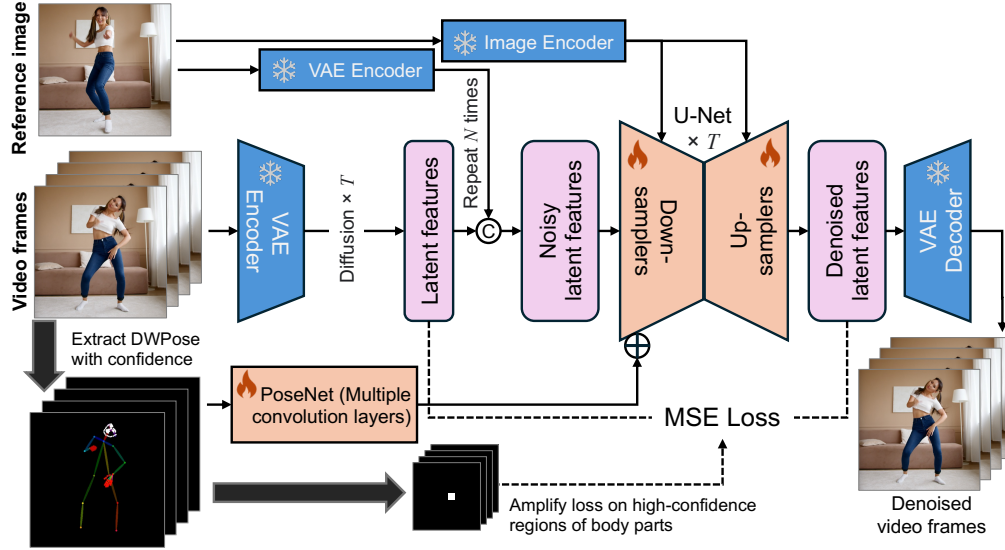 Reference image
Image Encoder
VAE Encoder
Repeat N times
U-Net
× T
Video frames
VAE
Encoder
Diffusion × T
Latent features
C
Noisy
latent features
Down-
samplers
Up-
samplers
Denoised
latent features
VAE
Decoder
Extract DWPose
with confidence
PoseNet (Multiple
convolution layers)
MSE Loss
Amplify loss on high-confidence
regions of body parts
Denoised
video frames